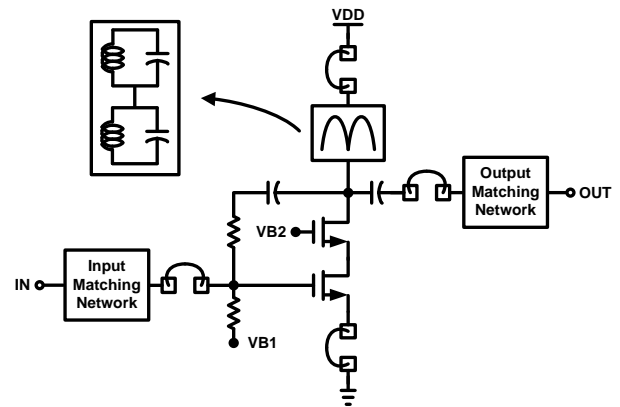 VDD
Output
Matching
Network
OUT
VB2
Input
Matching
Network
IN
VB1